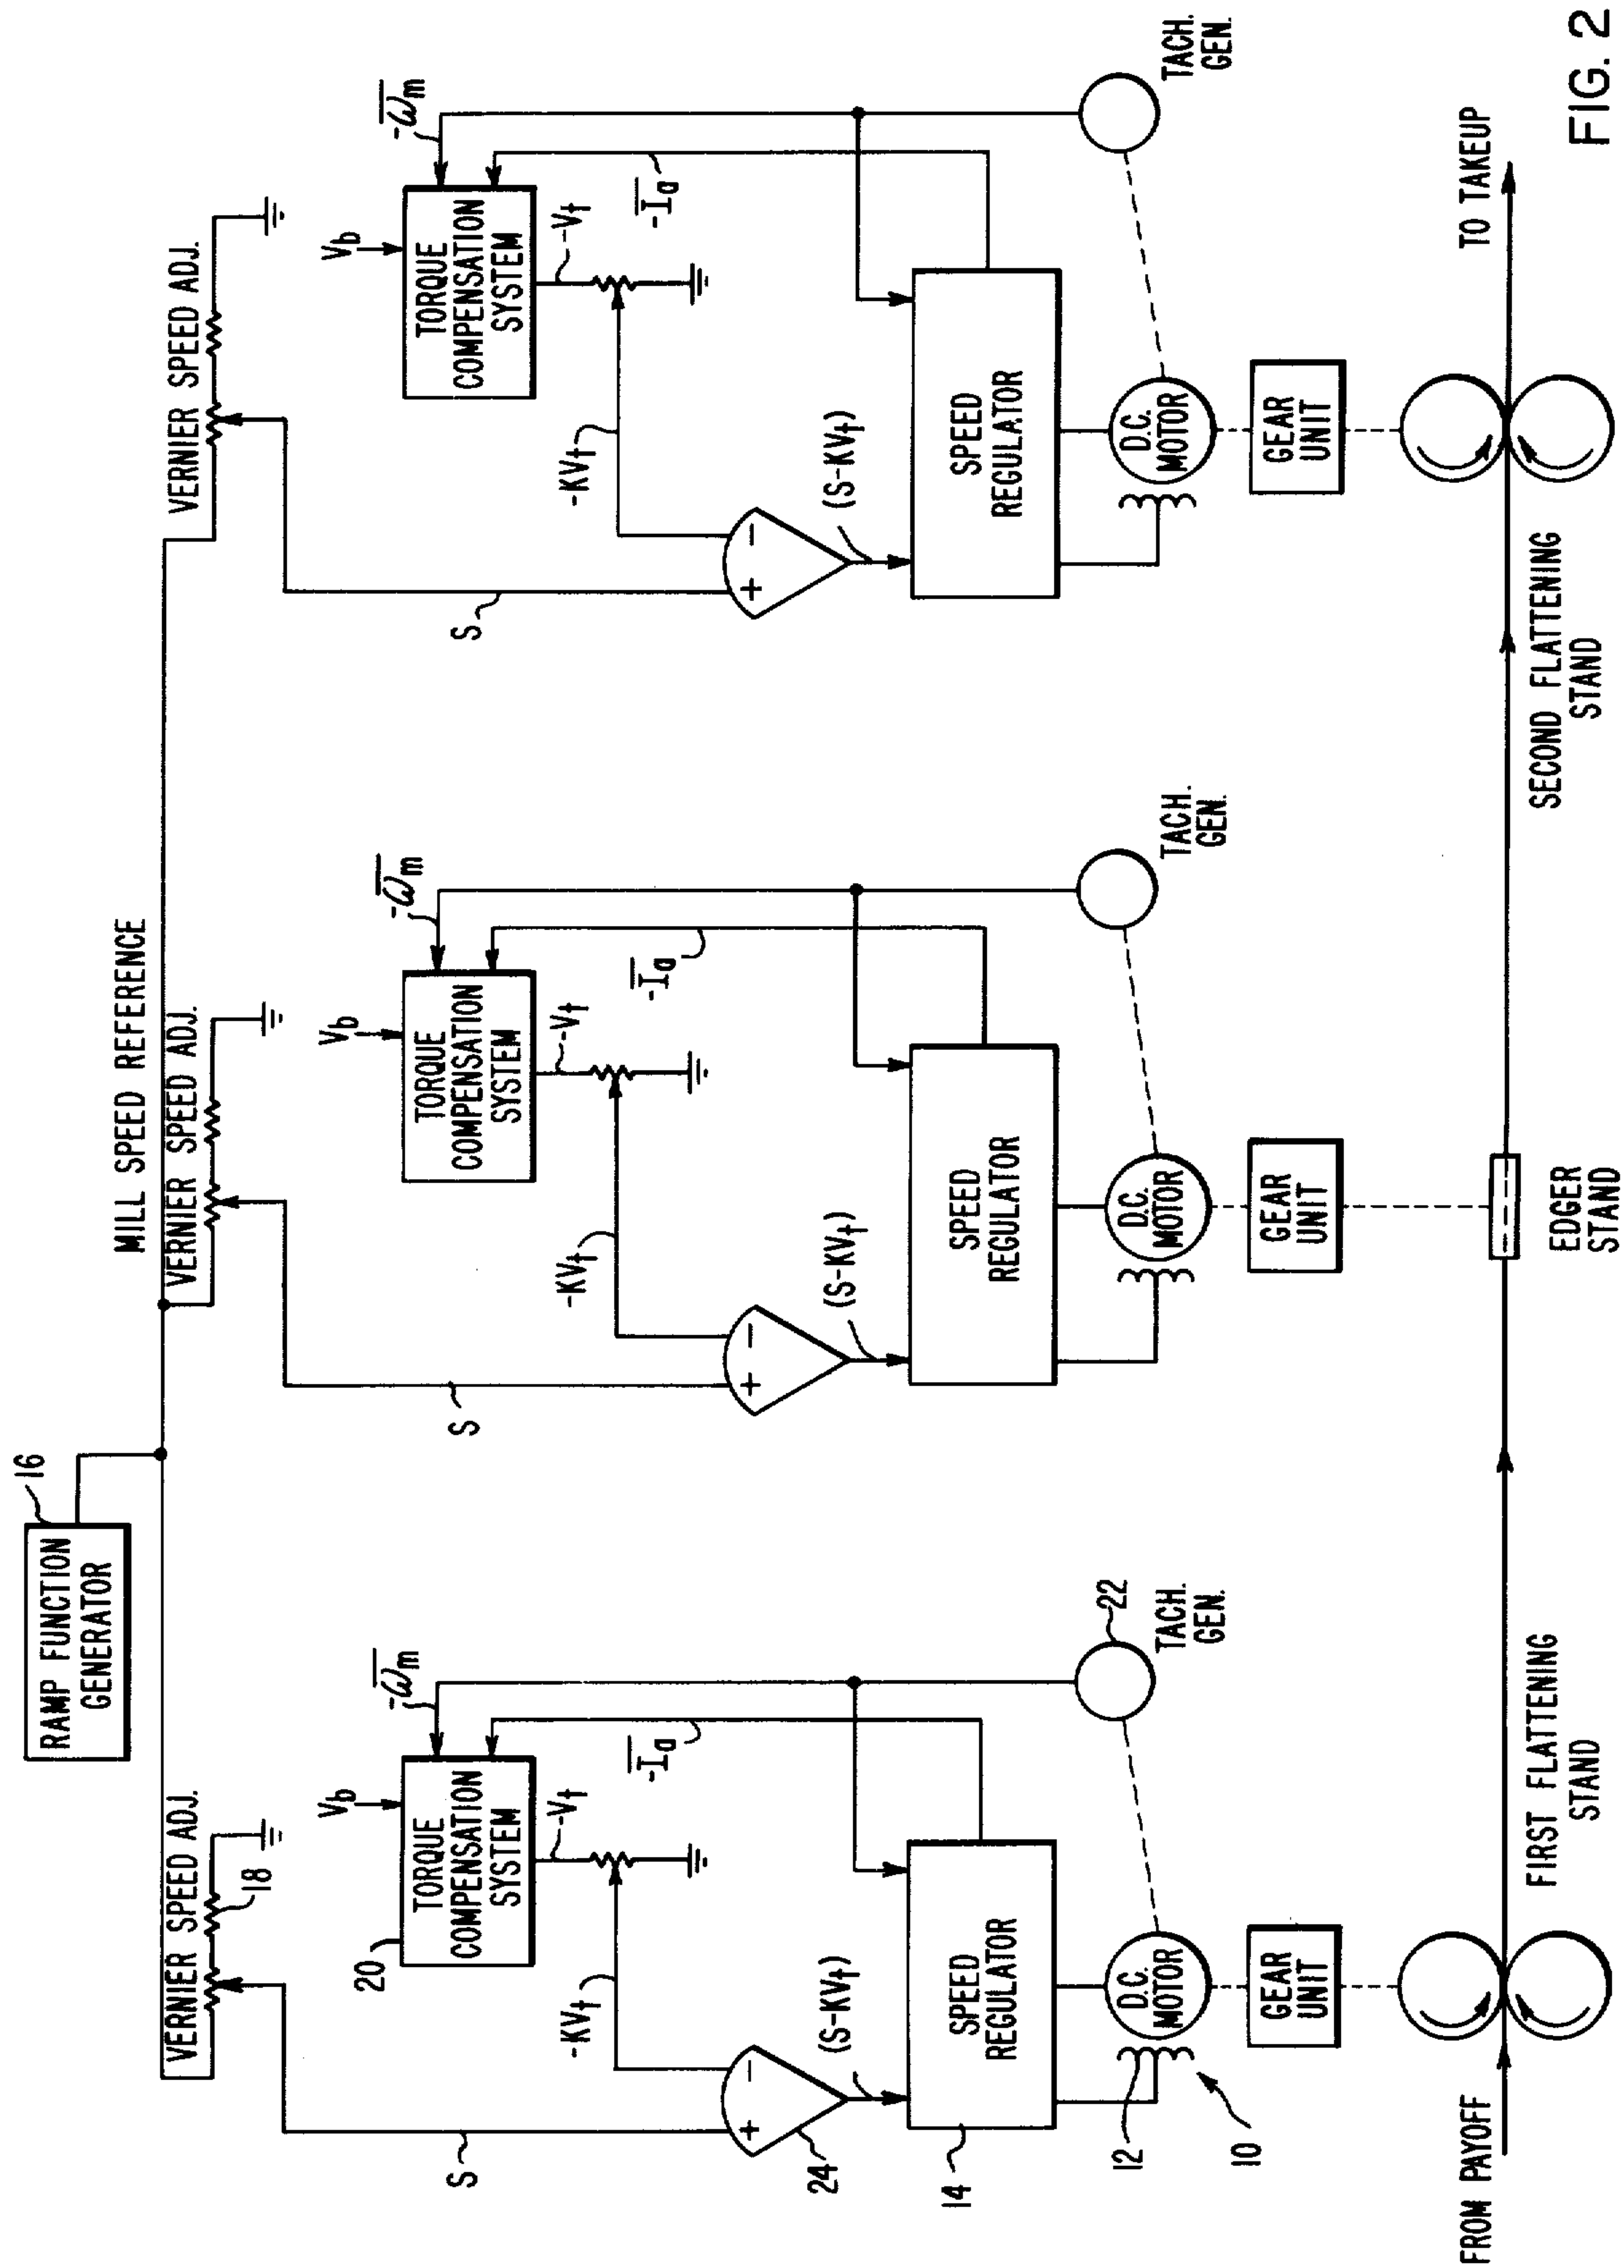 16
RAMP FUNCTION
GENERATOR
MILL SPEED REFERENCE
VERNIER SPEED ADJ.
VERNIER SPEED ADJ.
VERNIER SPEED ADJ.
18
S
20
Vb
TORQUE
COMPENSATION
SYSTEM
-ωm
-Ia
-Vt
-KVt
+
−
24
(S-KVt)
14
SPEED
REGULATOR
12
10
D.C.
MOTOR
22
TACH.
GEN.
GEAR
UNIT
FROM PAYOFF
FIRST FLATTENING
STAND
S
Vb
TORQUE
COMPENSATION
SYSTEM
-ωm
-Ia
-Vt
-KVt
+
−
(S-KVt)
SPEED
REGULATOR
D.C.
MOTOR
TACH.
GEN.
GEAR
UNIT
EDGER
STAND
S
Vb
TORQUE
COMPENSATION
SYSTEM
-ωm
-Ia
-Vt
-KVt
+
−
(S-KVt)
SPEED
REGULATOR
D.C.
MOTOR
TACH.
GEN.
GEAR
UNIT
SECOND FLATTENING
STAND
TO TAKEUP
FIG. 2